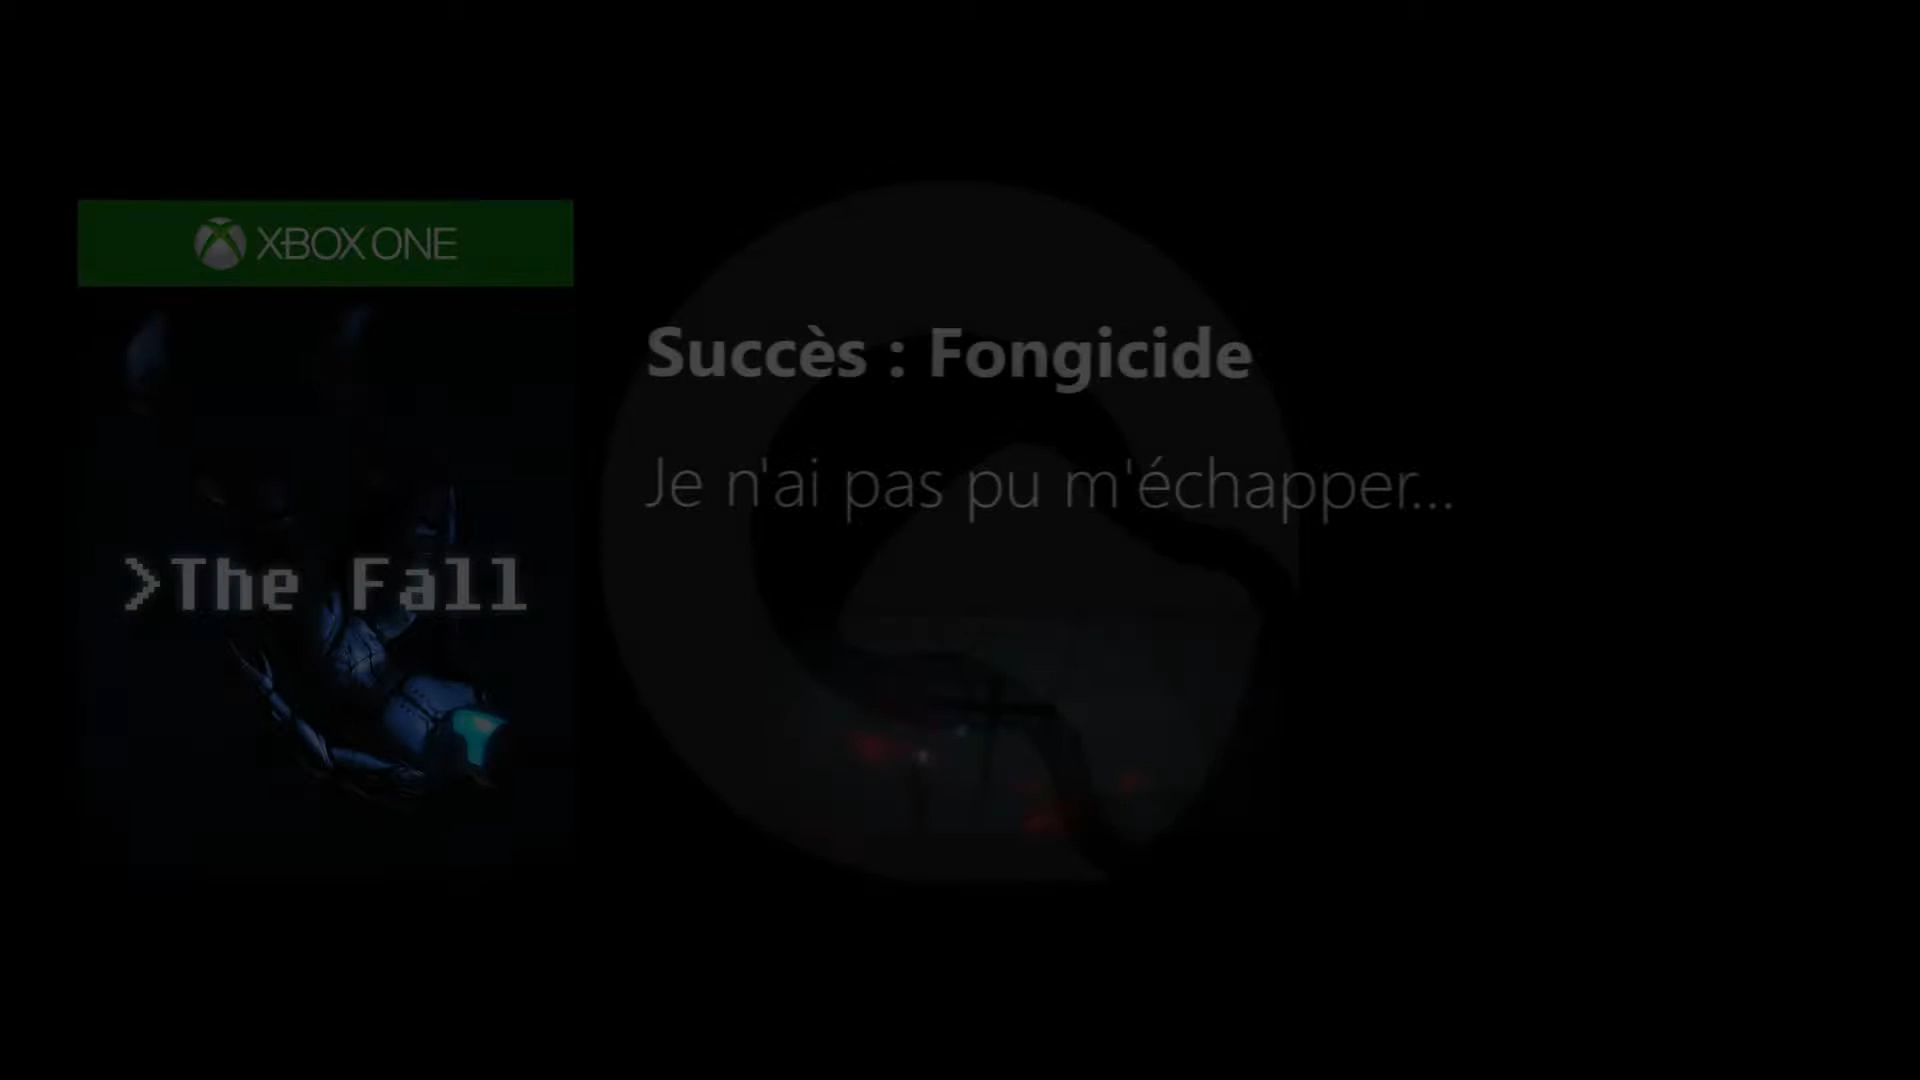 XBOX ONE
Succès : Fongicide
Je n'ai pas pu m'échapper...
>The Fall